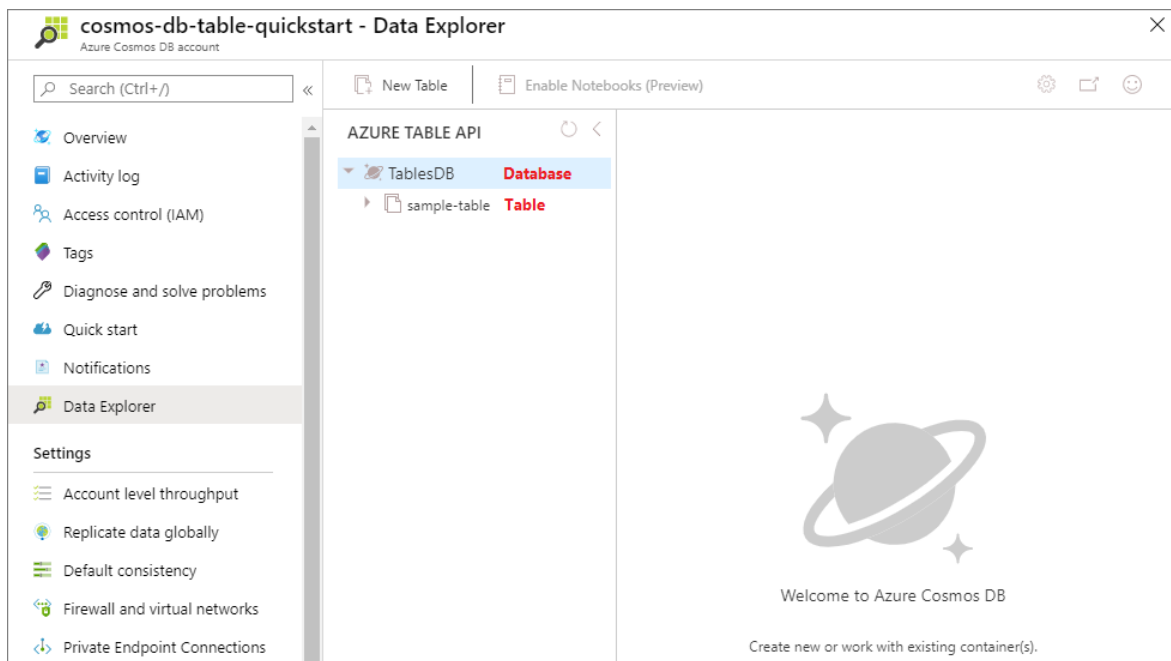 cosmos-db-table-quickstart - Data Explorer
Azure Cosmos DB account
Search (Ctrl+/)
«
Overview
Activity log
Access control (IAM)
Tags
Diagnose and solve problems
Quick start
Notifications
Data Explorer
Settings
Account level throughput
Replicate data globally
Default consistency
Firewall and virtual networks
Private Endpoint Connections
New Table
Enable Notebooks (Preview)
AZURE TABLE API
TablesDB Database
sample-table Table
Welcome to Azure Cosmos DB
Create new or work with existing container(s).